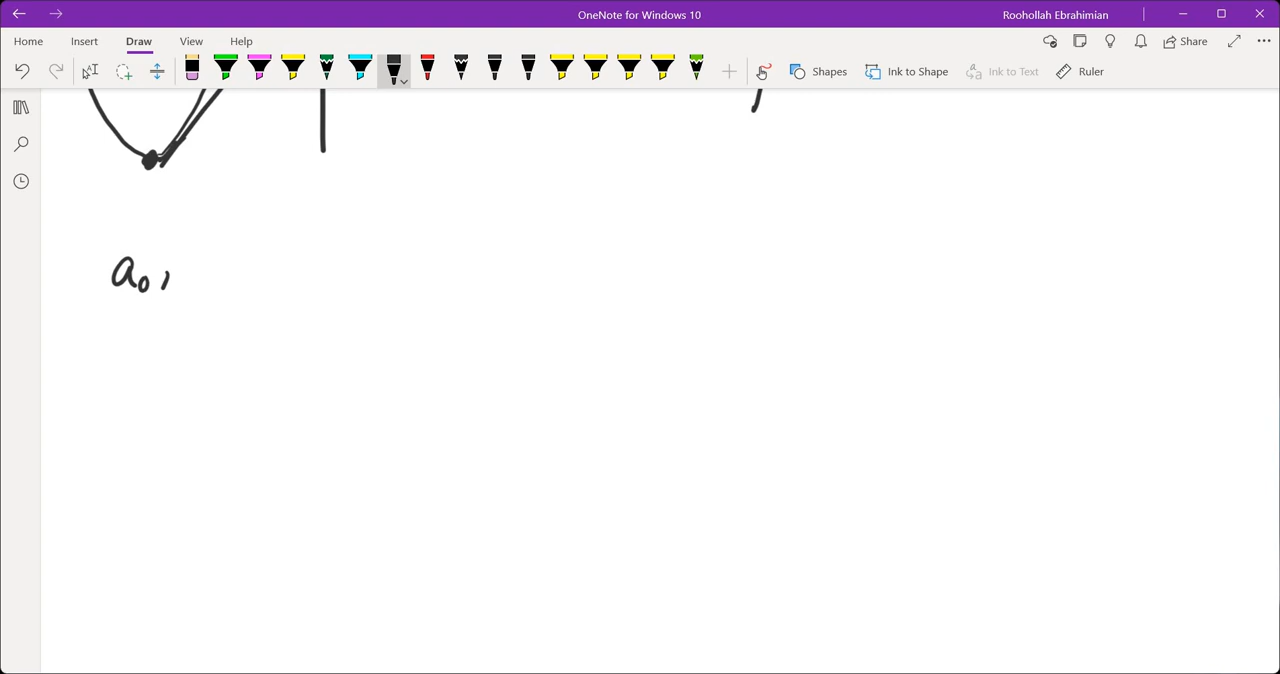 OneNote for Windows 10
Roohollah Ebrahimian
Home Insert Draw View Help
Share
Shapes Ink to Shape Ink to Text Ruler
a₀,